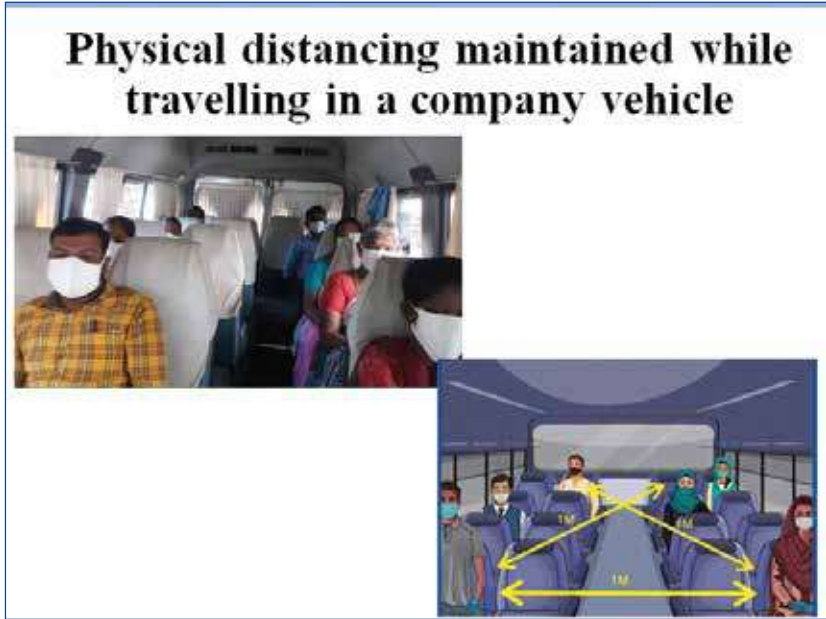 Physical distancing maintained while
travelling in a company vehicle
1M
1M
1M